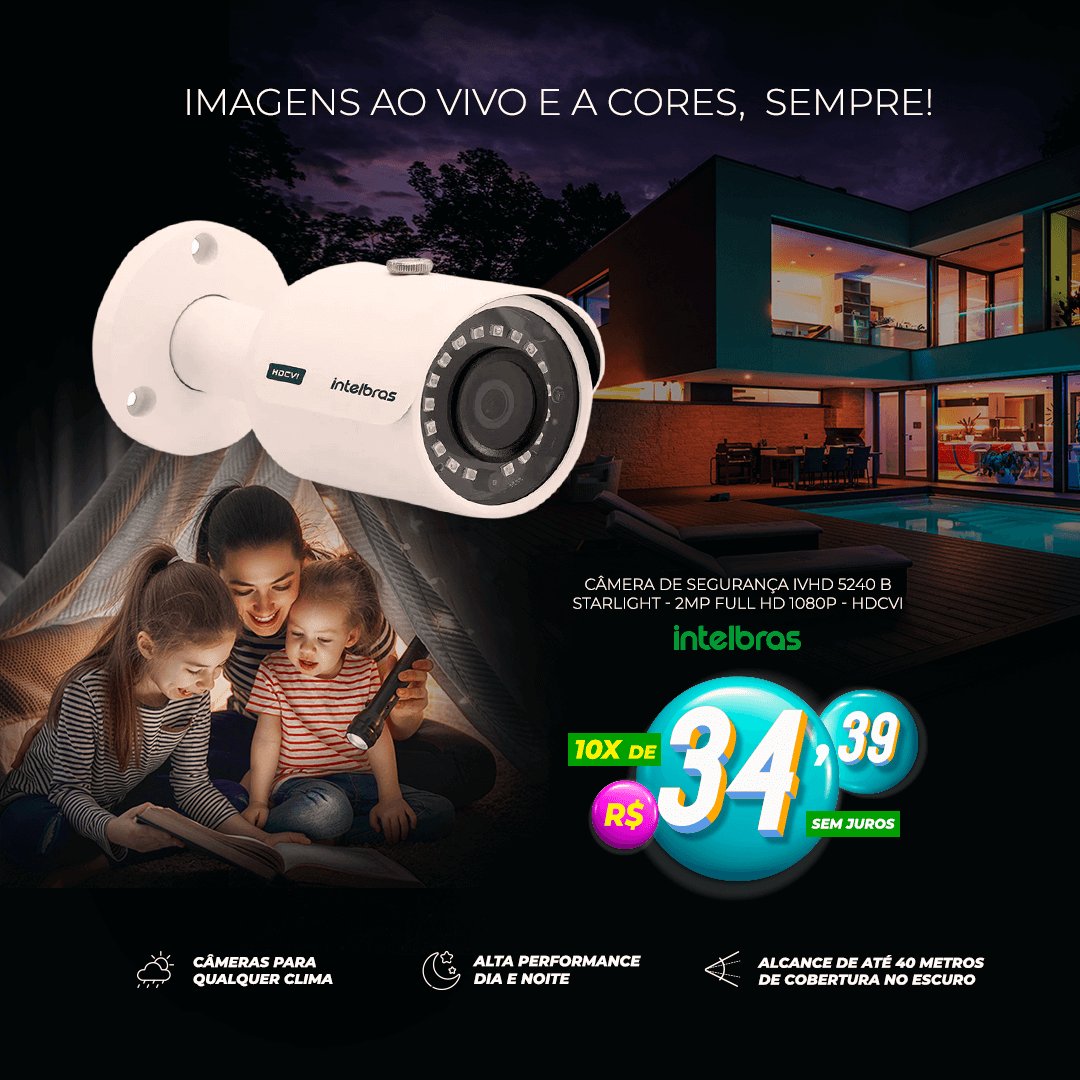 IMAGENS AO VIVO E A CORES, SEMPRE!
HDCVI
intelbras
CÂMERA DE SEGURANÇA IVHD 5240 B
STARLIGHT - 2MP FULL HD 1080P - HDCVI
intelbras
10X DE
R$
34,39
SEM JUROS
CÂMERAS PARA
QUALQUER CLIMA
ALTA PERFORMANCE
DIA E NOITE
ALCANCE DE ATÉ 40 METROS
DE COBERTURA NO ESCURO